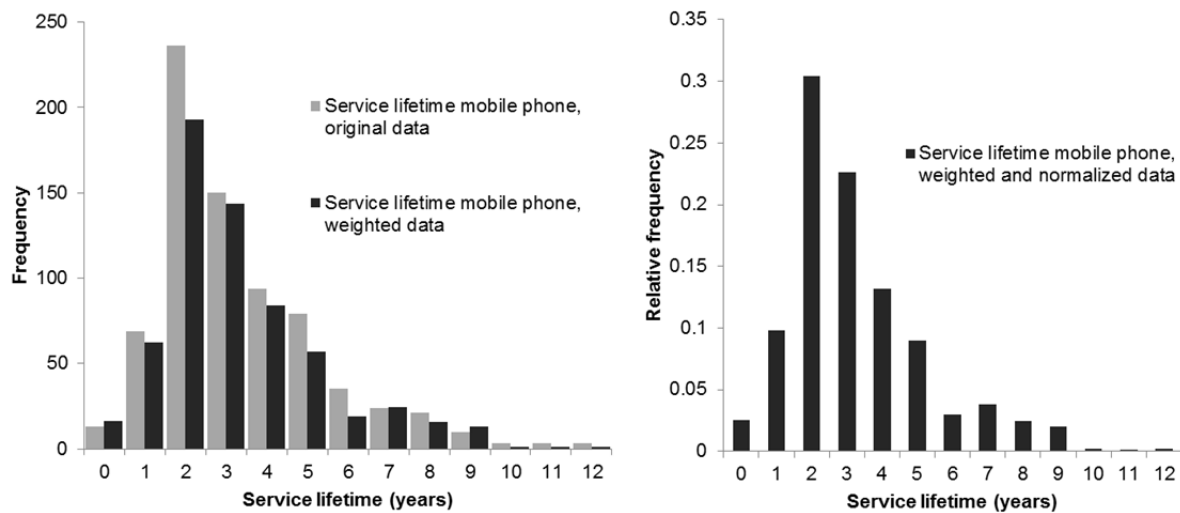 250
200
150
100
50
0
Frequency
Service lifetime mobile phone,
original data
Service lifetime mobile phone,
weighted data
0 1 2 3 4 5 6 7 8 9 10 11 12
Service lifetime (years)
0.35
0.3
0.25
0.2
0.15
0.1
0.05
0
Relative frequency
Service lifetime mobile phone,
weighted and normalized data
0 1 2 3 4 5 6 7 8 9 10 11 12
Service lifetime (years)